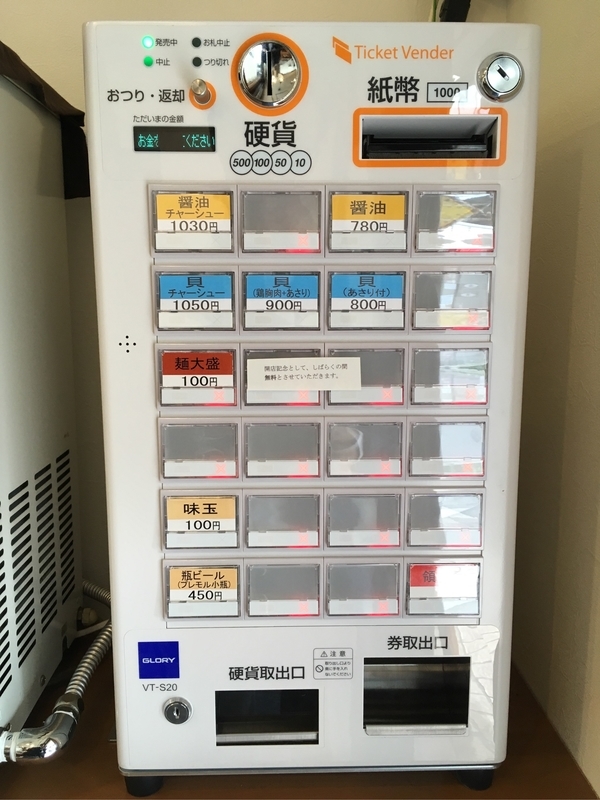 発売中
お札中止
中止
つり切れ
Ticket Vender
おつり・返却
ただいまの金額
お金
ください
硬貨
500 100 50 10
紙幣 1000
醤油
チャーシュー
1030円
醤油
780円
貝
チャーシュー
1050円
貝
(鶏胸肉+あさり)
900円
貝
(あさり付)
800円
麺大盛
100円
開店記念として、しばらくの間
無料とさせていただきます。
味玉
100円
瓶ビール
(プレモル小瓶)
450円
領
GLORY
VT-S20
硬貨取出口
注意
券取出口